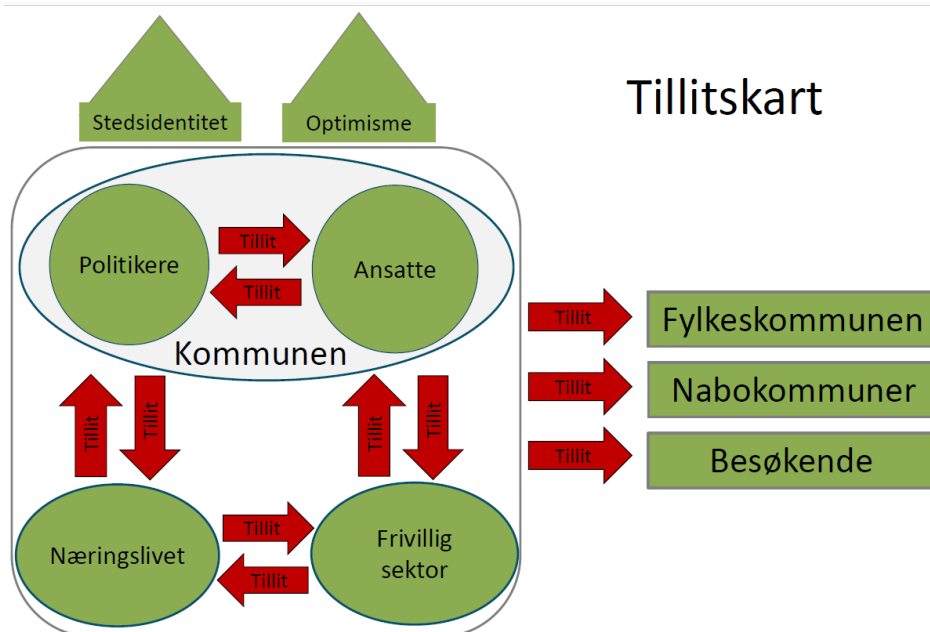 Tillitskart
Stedsidentitet
Optimisme
Politikere
Tillit
Tillit
Ansatte
Kommunen
Tillit
Tillit
Tillit
Tillit
Næringslivet
Tillit
Tillit
Frivillig
sektor
Tillit
Fylkeskommunen
Tillit
Nabokommuner
Tillit
Besøkende